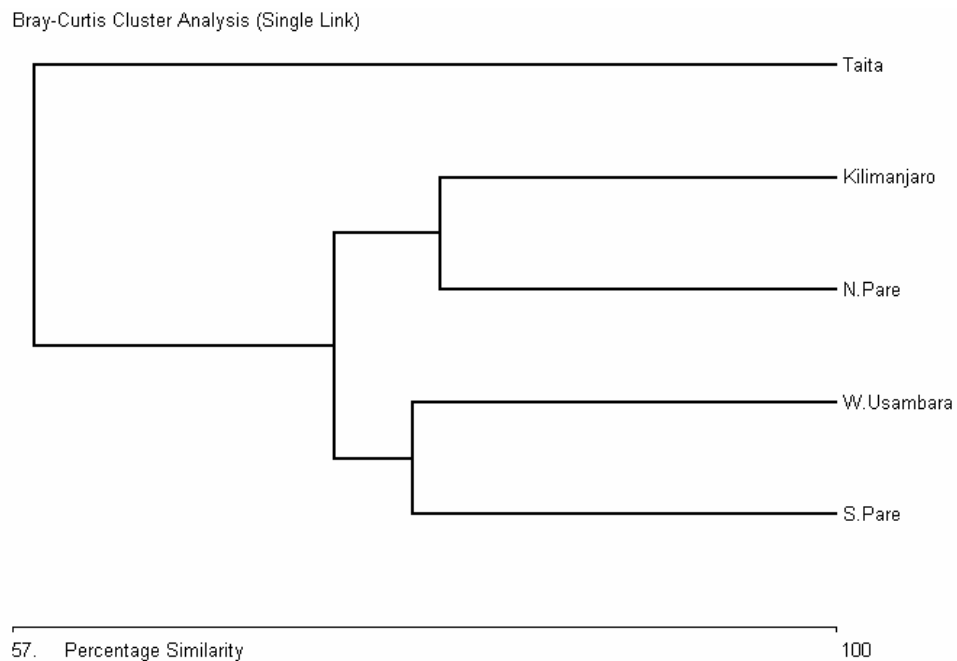 Bray-Curtis Cluster Analysis (Single Link)
Taita
Kilimanjaro
N.Pare
W.Usambara
S.Pare
57. Percentage Similarity 100